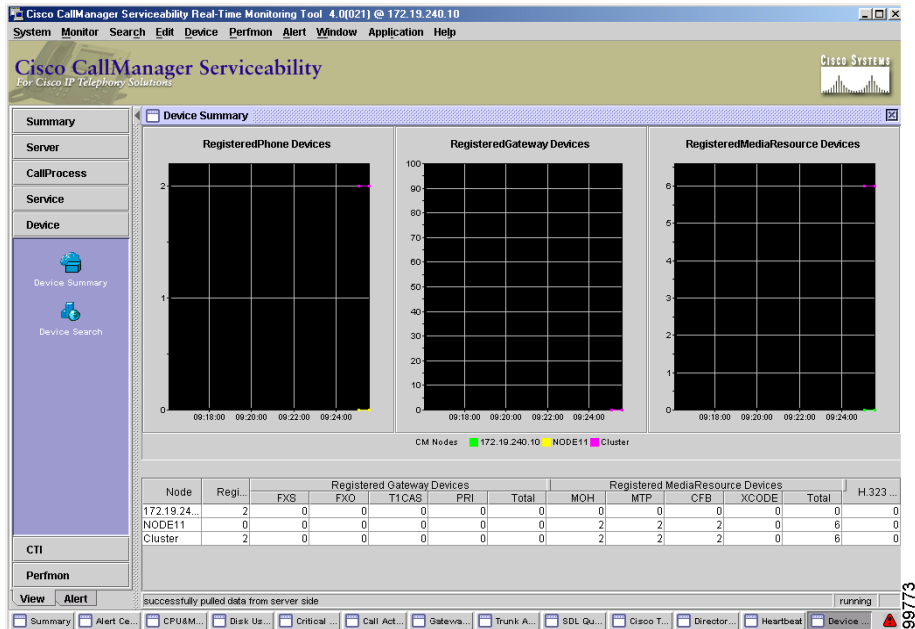 Cisco CallManager Serviceability Real-Time Monitoring Tool 4.0(021) @ 172.19.240.10
System Monitor Search Edit Device Perfmon Alert Window Application Help
Cisco CallManager Serviceability
For Cisco IP Telephony Solutions
CISCO SYSTEMS
Summary
Server
CallProcess
Service
Device
Device Summary
Device Search
CTI
Perfmon
View Alert
Device Summary
RegisteredPhone Devices
2
1
0
09:18:00 09:20:00 09:22:00 09:24:00
RegisteredGateway Devices
100
90
80
70
60
50
40
30
20
10
0
09:18:00 09:20:00 09:22:00 09:24:00
RegisteredMediaResource Devices
6
5
4
3
2
1
0
09:18:00 09:20:00 09:22:00 09:24:00
CM Nodes 172.19.240.10 NODE11 Cluster
Node Regi... Registered Gateway Devices Registered MediaResource Devices H.323 ...
FXS FXO T1CAS PRI Total MOH MTP CFB XCODE Total
172.19.24... 2 0 0 0 0 0 0 0 0 0 0 0
NODE11 0 0 0 0 0 0 2 2 2 0 6 0
Cluster 2 0 0 0 0 0 2 2 2 0 6 0
successfully pulled data from server side running
Summary Alert Ce... CPU&M... Disk Us... Critical ... Call Act... Gatewa... Trunk A... SDL Qu... Cisco T... Director... Heartbeat Device ...
99773